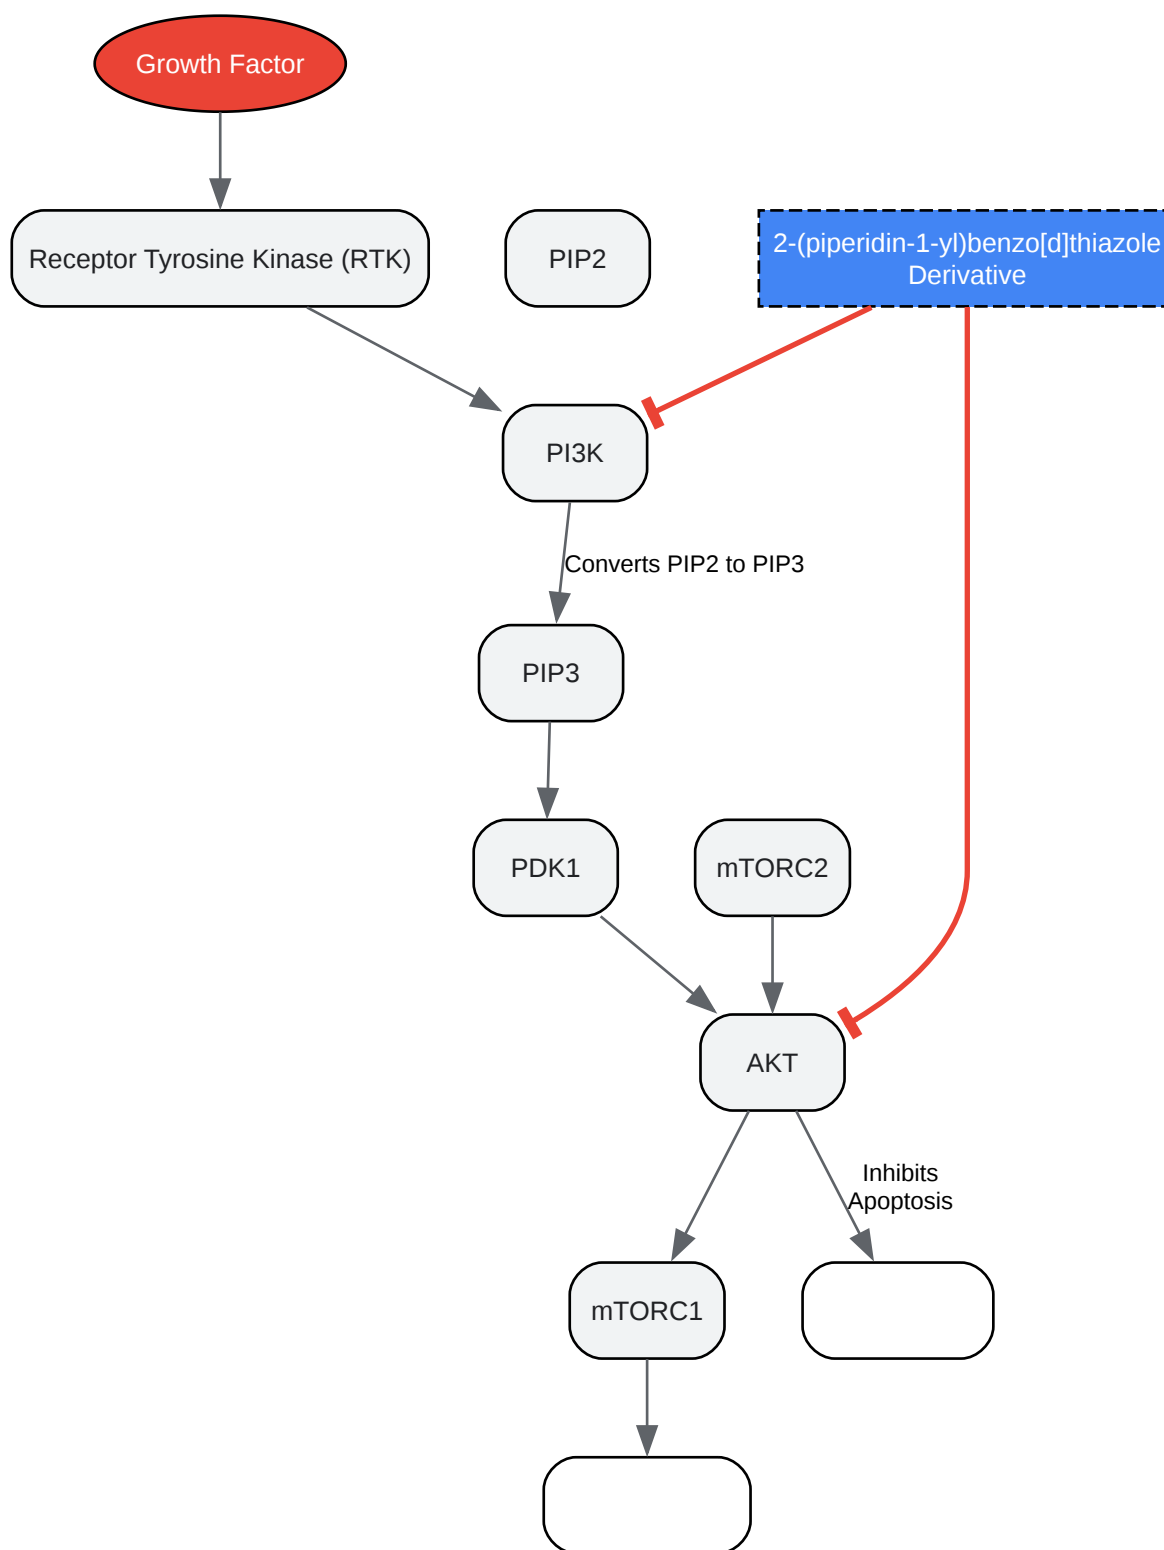 Growth Factor
Receptor Tyrosine Kinase (RTK)
PIP2
2-(piperidin-1-yl)benzo[d]thiazole
Derivative
PI3K
Converts PIP2 to PIP3
PIP3
PDK1
mTORC2
AKT
Inhibits
Apoptosis
mTORC1